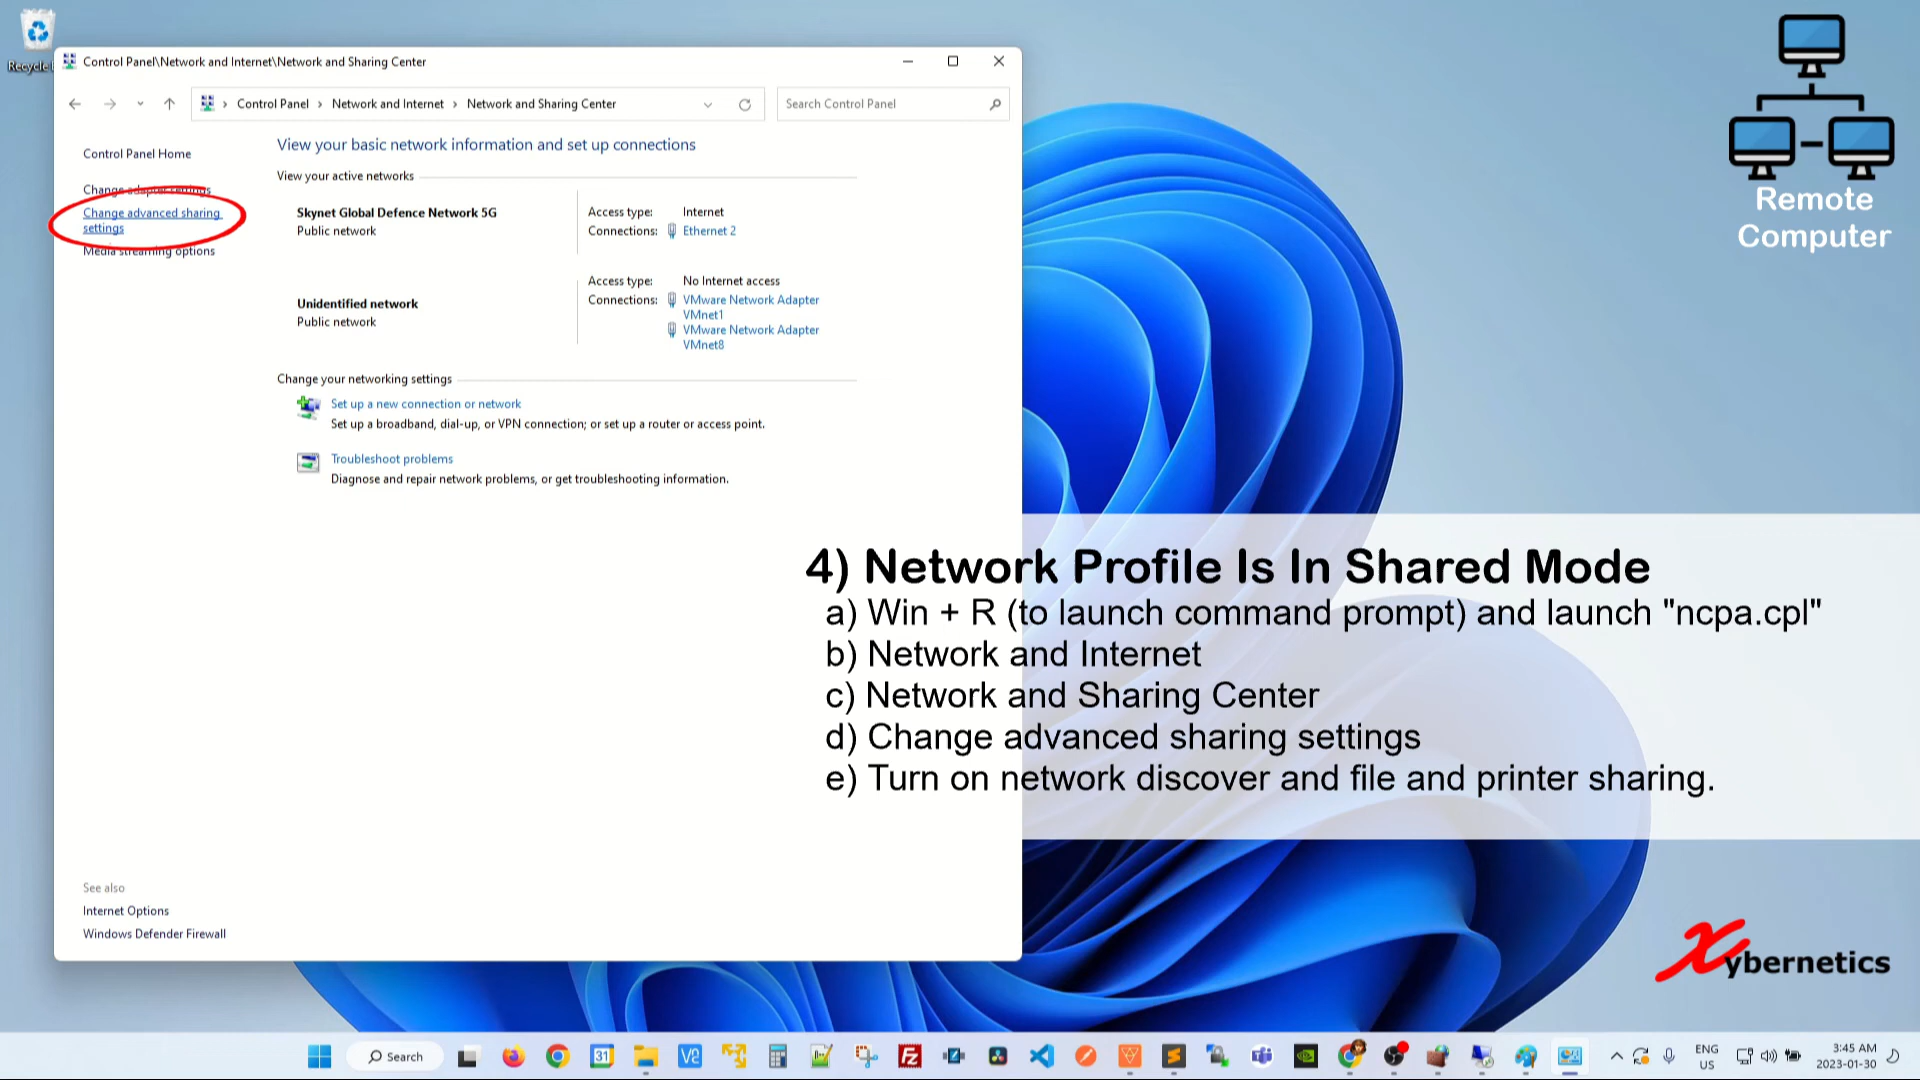 Recycle
Control Panel\Network and Internet\Network and Sharing Center
Control Panel > Network and Internet > Network and Sharing Center
Search Control Panel
Control Panel Home
Change adapter settings
Change advanced sharing
settings
Media streaming options
View your basic network information and set up connections
View your active networks
Skynet Global Defence Network 5G
Public network
Access type: Internet
Connections: Ethernet 2
Unidentified network
Public network
Access type: No Internet access
Connections: VMware Network Adapter
VMnet1
VMware Network Adapter
VMnet8
Change your networking settings
Set up a new connection or network
Set up a broadband, dial-up, or VPN connection; or set up a router or access point.
Troubleshoot problems
Diagnose and repair network problems, or get troubleshooting information.
See also
Internet Options
Windows Defender Firewall
Remote
Computer
4) Network Profile Is In Shared Mode
a) Win + R (to launch command prompt) and launch "ncpa.cpl"
b) Network and Internet
c) Network and Sharing Center
d) Change advanced sharing settings
e) Turn on network discover and file and printer sharing.
Xybernetics
Search
31
V2
FZ
ENG
US
3:45 AM
2023-01-30